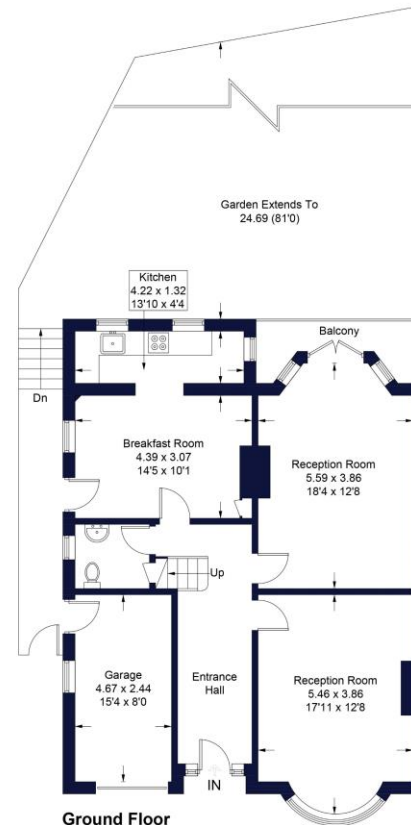 Garden Extends To
24.69 (81'0)
Kitchen
4.22 x 1.32
13'10 x 4'4
Balcony
Dn
Breakfast Room
4.39 x 3.07
14'5 x 10'1
Reception Room
5.59 x 3.86
18'4 x 12'8
Up
Garage
4.67 x 2.44
15'4 x 8'0
Entrance
Hall
Reception Room
5.46 x 3.86
17'11 x 12'8
IN
Ground Floor